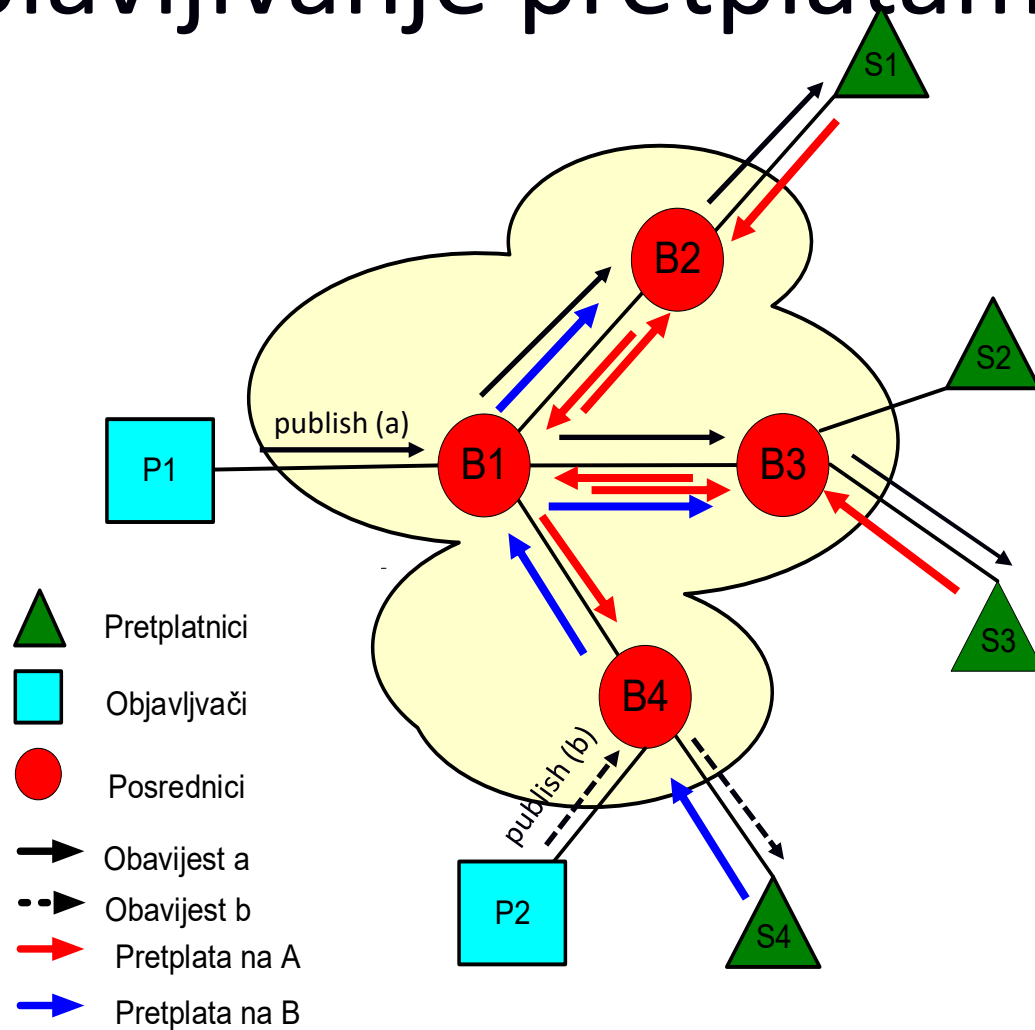 S1
B2
S2
publish (a)
P1
B1
B3
S3
Pretplatnici
Objavljvači
B4
Posrednici
publish (b)
Obavijest a
Obavijest b
P2
S4
Pretplata na A
Pretplata na B